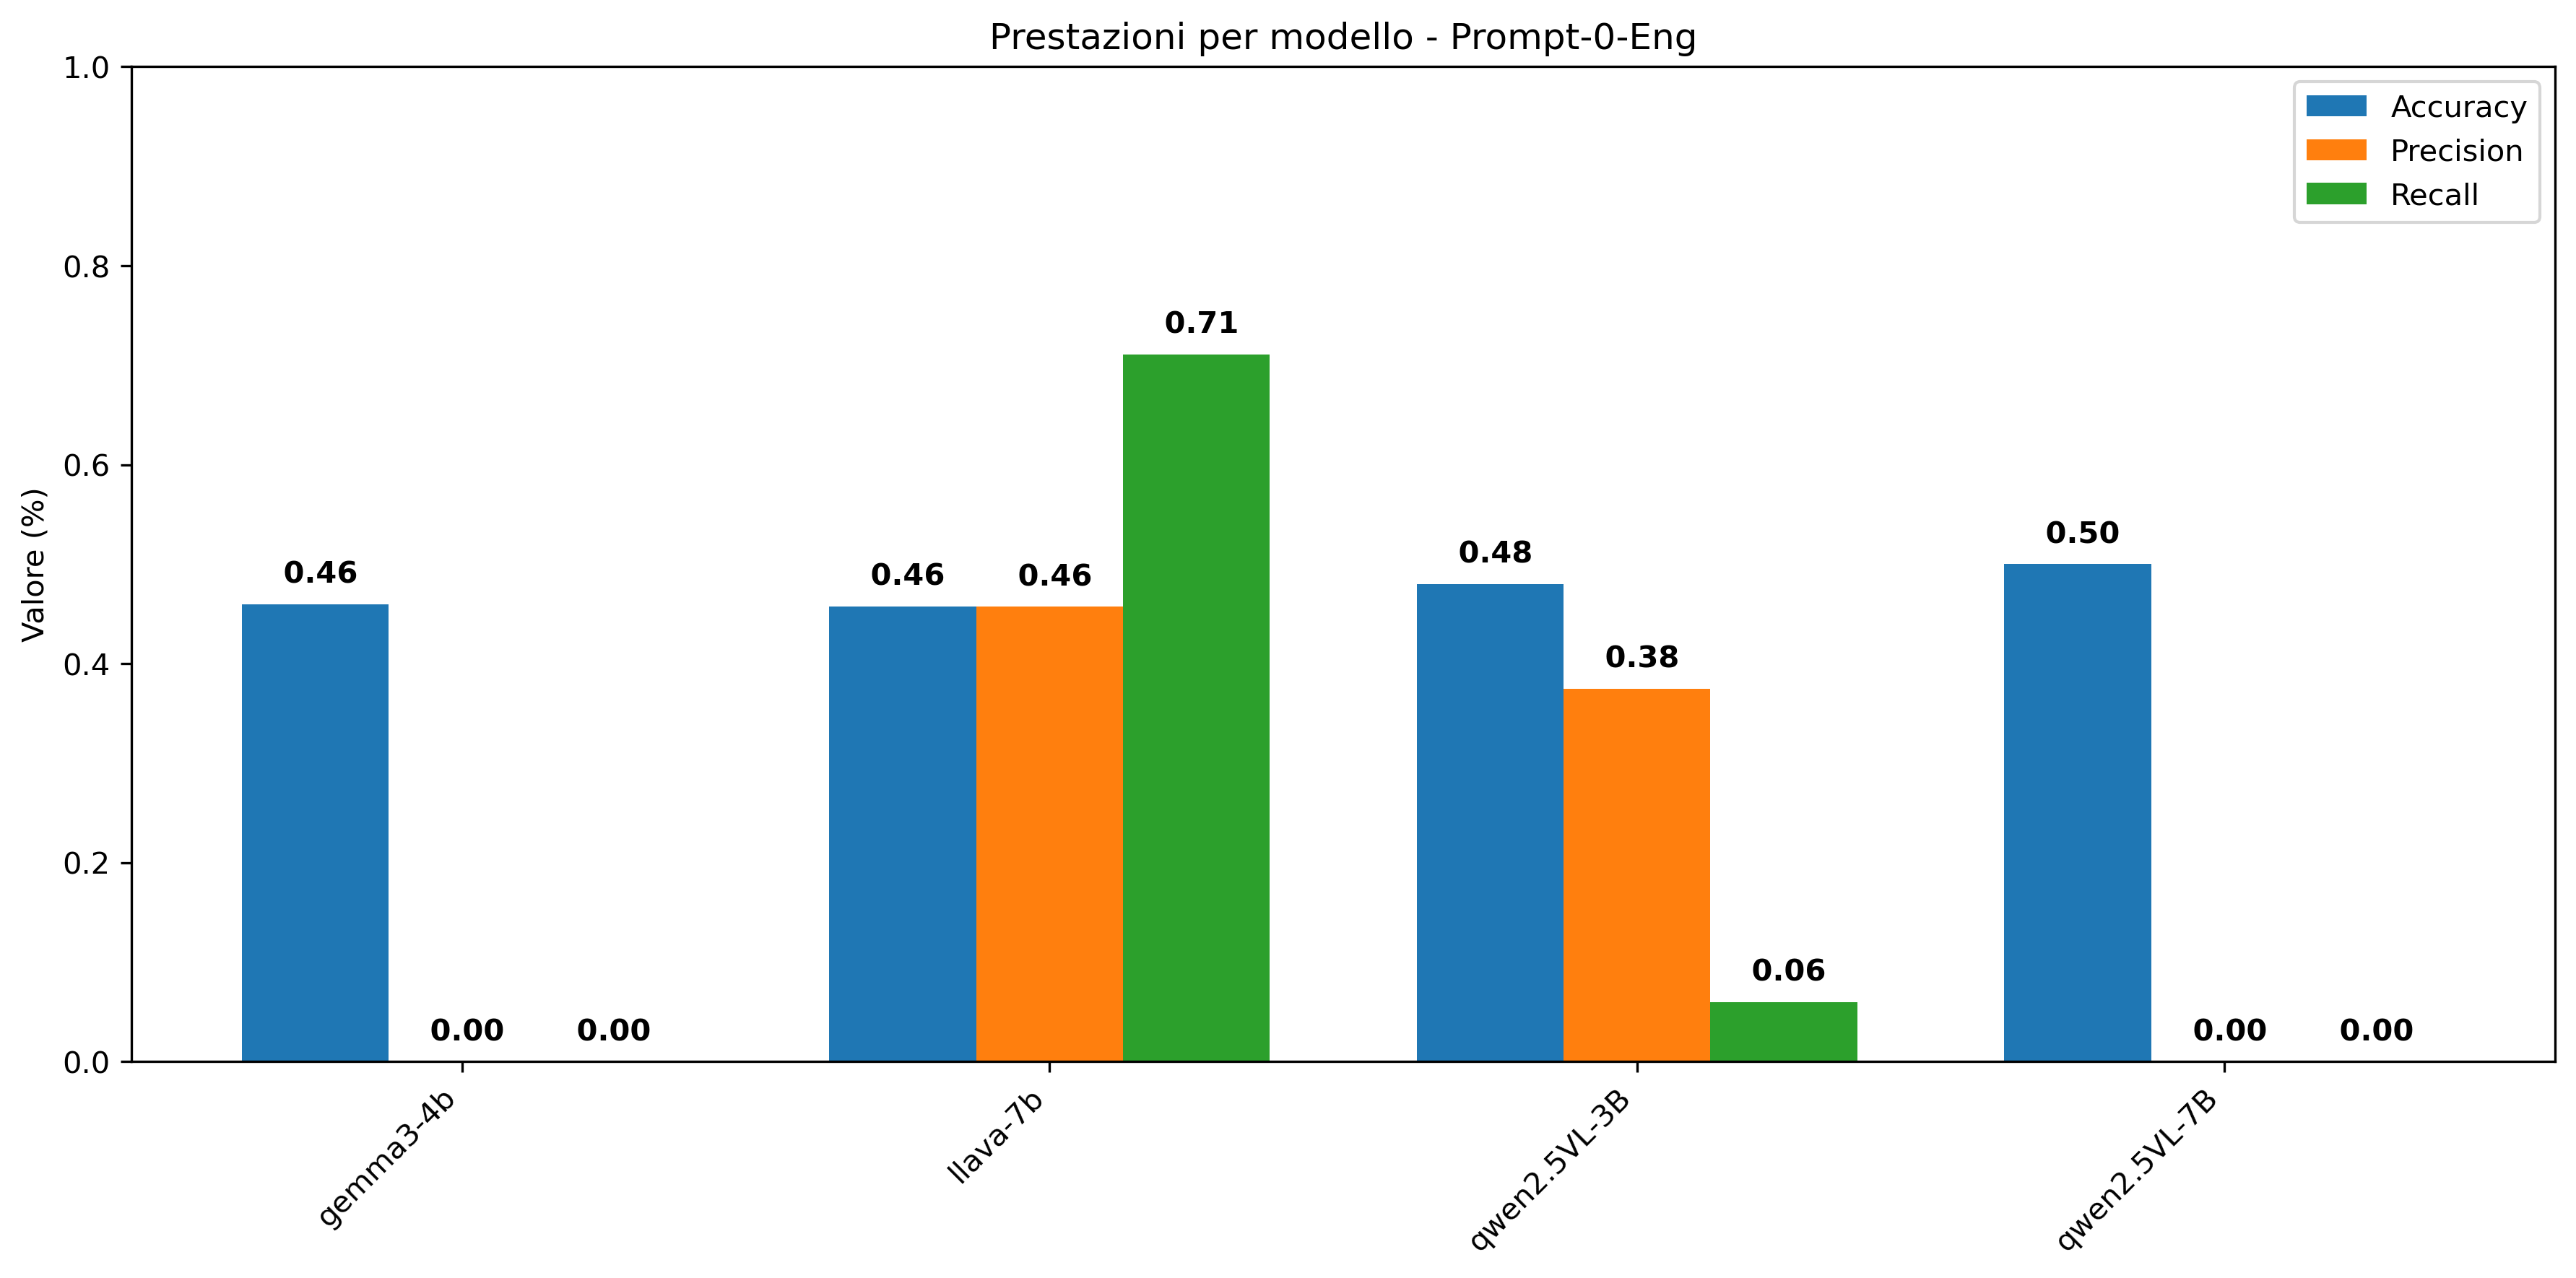 Prestazioni per modello - Prompt-0-Eng
Accuracy
Precision
Recall
Valore (%)
1.0
0.8
0.6
0.4
0.2
0.0
0.46
0.00
0.00
0.46
0.46
0.71
0.48
0.38
0.06
0.50
0.00
0.00
gemma3-4b
llava-7b
qwen2.5VL-3B
qwen2.5VL-7B